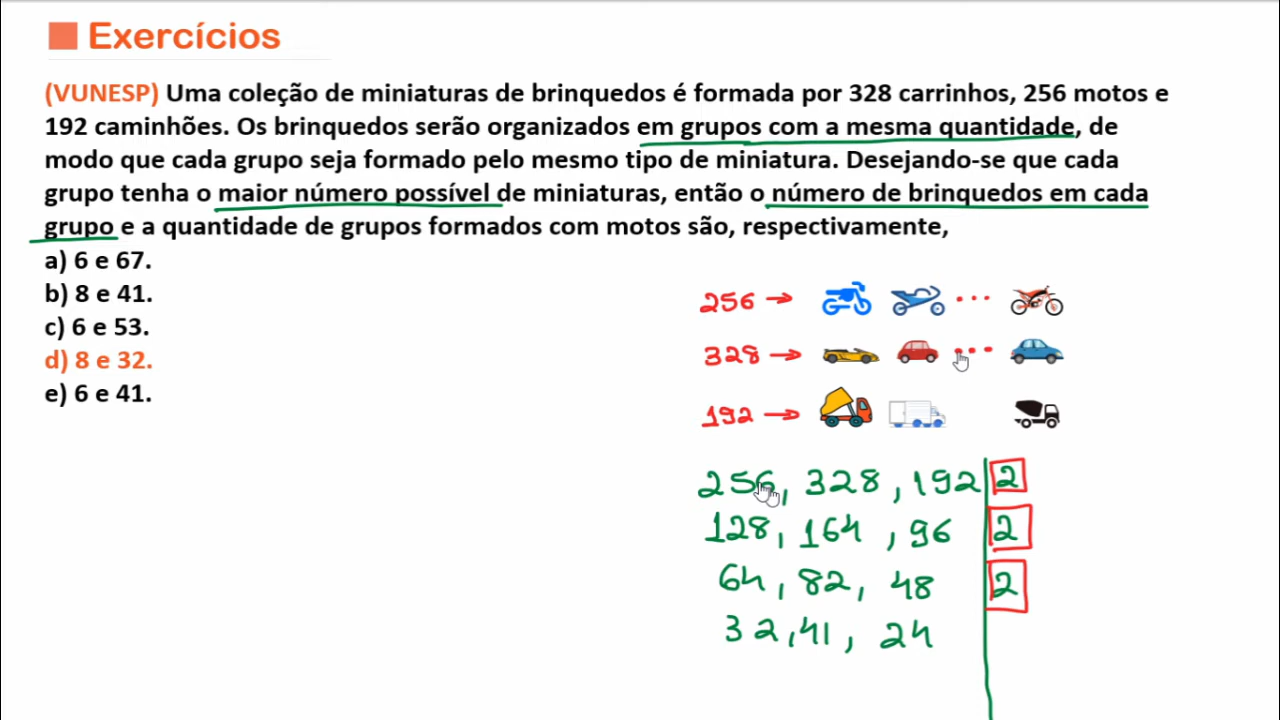 Exercícios
(VUNESP) Uma coleção de miniaturas de brinquedos é formada por 328 carrinhos, 256 motos e
192 caminhões. Os brinquedos serão organizados em grupos com a mesma quantidade, de
modo que cada grupo seja formado pelo mesmo tipo de miniatura. Desejando-se que cada
grupo tenha o maior número possível de miniaturas, então o número de brinquedos em cada
grupo e a quantidade de grupos formados com motos são, respectivamente,
a) 6 e 67.
b) 8 e 41.
c) 6 e 53.
d) 8 e 32.
e) 6 e 41.
256 → ...
328 → ...
192 →
256, 328, 192 | 2
128, 164, 96 | 2
64, 82, 48 | 2
32, 41, 24